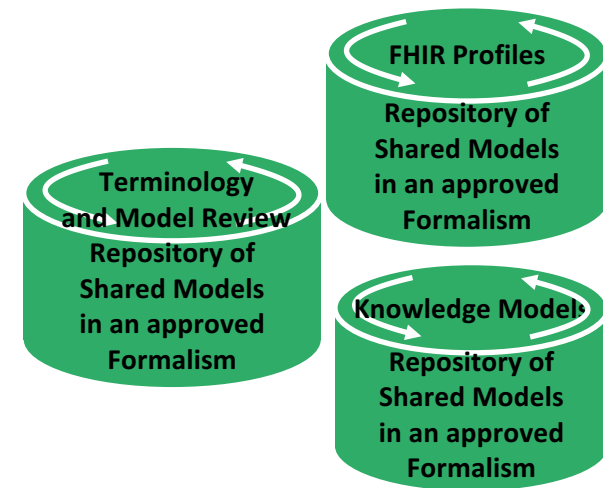 FHIR Profiles
Repository of
Shared Models
in an approved
Formalism
Terminology
and Model Review
Repository of
Shared Models
in an approved
Formalism
Knowledge Models
Repository of
Shared Models
in an approved
Formalism